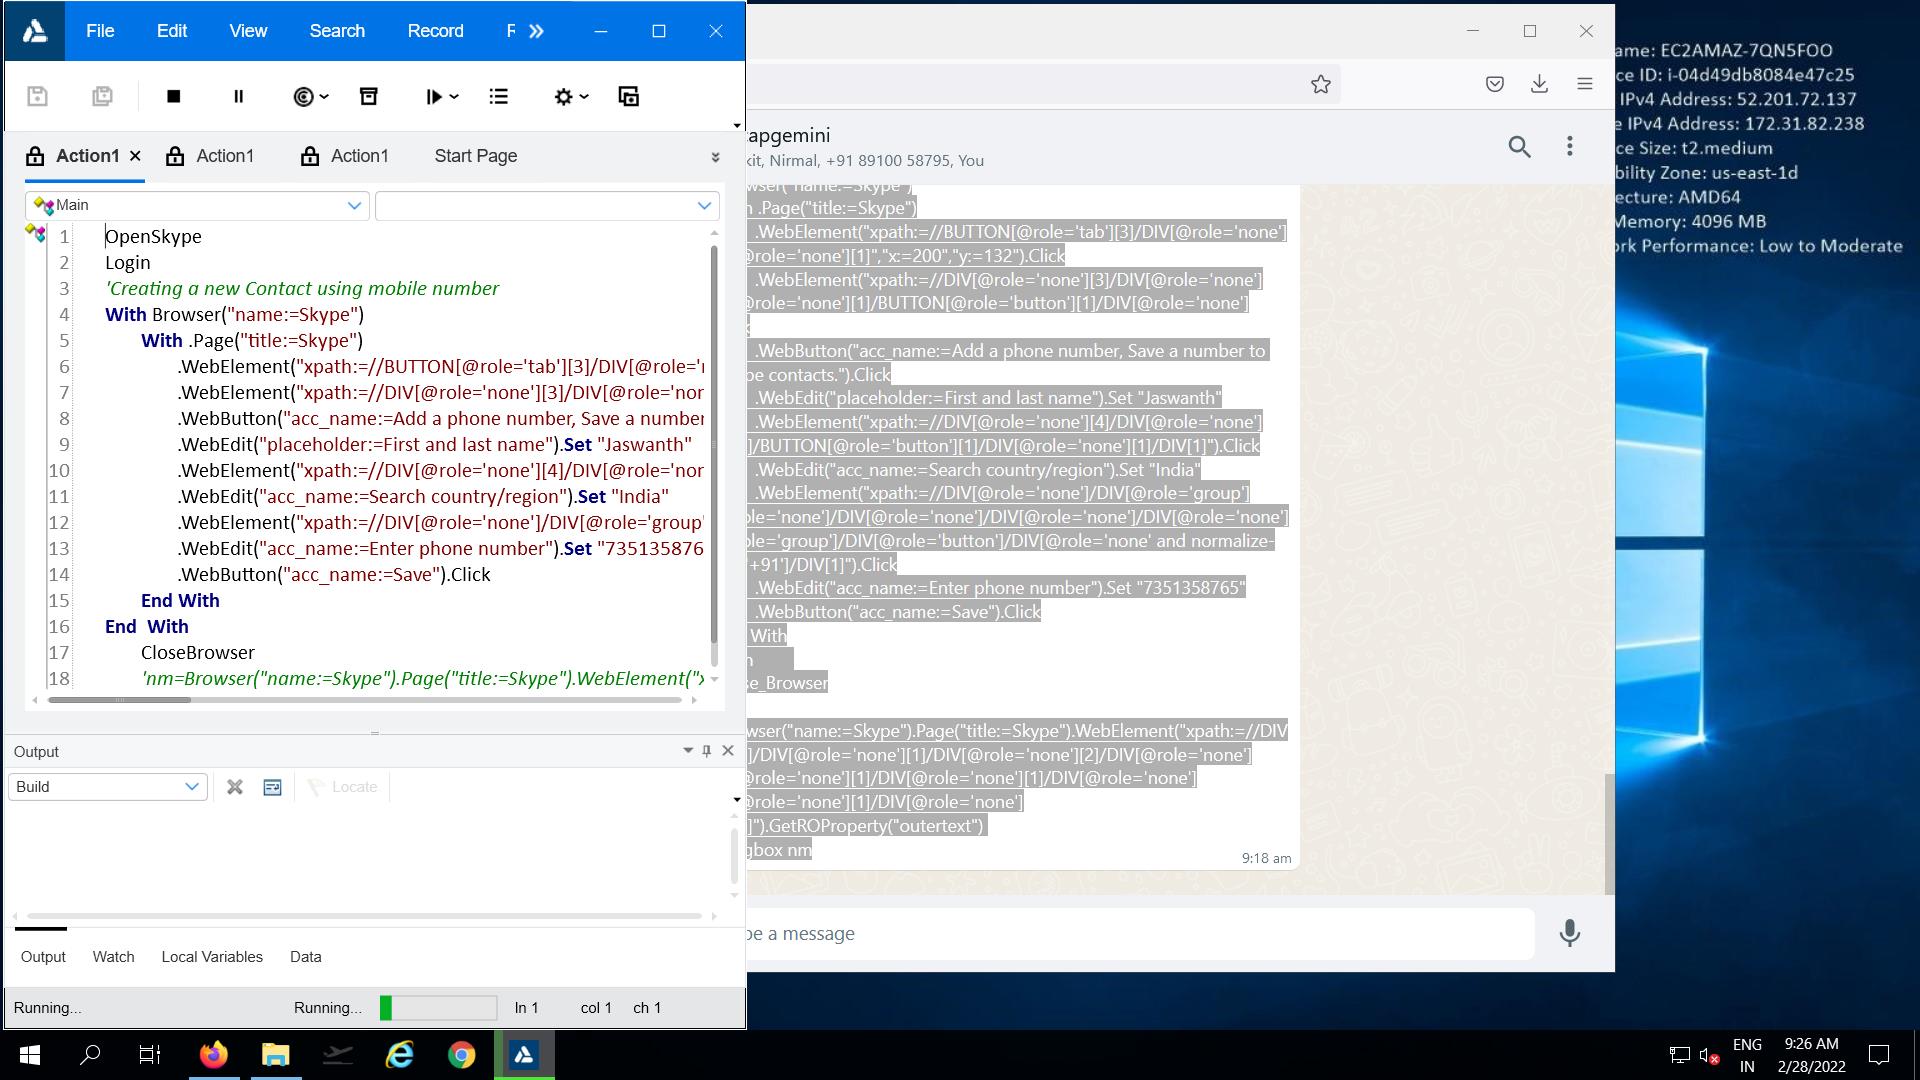 File Edit View Search Record
Action1 Action1 Action1 Start Page
Main
1 OpenSkype
2 Login
3 'Creating a new Contact using mobile number
4 With Browser("name:=Skype")
5 With .Page("title:=Skype")
6 .WebElement("xpath:=//BUTTON[@role='tab'][3]/DIV[@role='
7 .WebElement("xpath:=//DIV[@role='none'][3]/DIV[@role='nor
8 .WebButton("acc_name:=Add a phone number, Save a number
9 .WebEdit("placeholder:=First and last name").Set "Jaswanth"
10 .WebElement("xpath:=//DIV[@role='none'][4]/DIV[@role='nor
11 .WebEdit("acc_name:=Search country/region").Set "India"
12 .WebElement("xpath:=//DIV[@role='none']/DIV[@role='group'
13 .WebEdit("acc_name:=Enter phone number").Set "735135876
14 .WebButton("acc_name:=Save").Click
15 End With
16 End With
17 CloseBrowser
18 'nm=Browser("name:=Skype").Page("title:=Skype").WebElement("x
Output
Build
Locate
Output Watch Local Variables Data
Running... Running... ln 1 col 1 ch 1
apgemini
kit, Nirmal, +91 89100 58795, You
wser("name:=Skype")
.Page("title:=Skype")
.WebElement("xpath:=//BUTTON[@role='tab'][3]/DIV[@role='none']
@role='none'][1]","x:=200","y:=132").Click
.WebElement("xpath:=//DIV[@role='none'][3]/DIV[@role='none']
@role='none'][1]/BUTTON[@role='button'][1]/DIV[@role='none']
.WebButton("acc_name:=Add a phone number, Save a number to
pe contacts.").Click
.WebEdit("placeholder:=First and last name").Set "Jaswanth"
.WebElement("xpath:=//DIV[@role='none'][4]/DIV[@role='none']
]/BUTTON[@role='button'][1]/DIV[@role='none'][1]/DIV[1]").Click
.WebEdit("acc_name:=Search country/region").Set "India"
.WebElement("xpath:=//DIV[@role='none']/DIV[@role='group']
ole='none']/DIV[@role='none']/DIV[@role='none']/DIV[@role='none']
ole='group']/DIV[@role='button']/DIV[@role='none' and normalize-
'+91']/DIV[1]").Click
.WebEdit("acc_name:=Enter phone number").Set "7351358765"
.WebButton("acc_name:=Save").Click
With
se_Browser
wser("name:=Skype").Page("title:=Skype").WebElement("xpath:=//DIV
]/DIV[@role='none'][1]/DIV[@role='none'][2]/DIV[@role='none']
@role='none'][1]/DIV[@role='none'][1]/DIV[@role='none']
@role='none'][1]/DIV[@role='none']
]").GetROProperty("outertext")
gbox nm
9:18 am
pe a message
ame: EC2AMAZ-7QN5FOO
ce ID: i-04d49db8084e47c25
IPv4 Address: 52.201.72.137
e IPv4 Address: 172.31.82.238
ce Size: t2.medium
bility Zone: us-east-1d
ecture: AMD64
Memory: 4096 MB
ork Performance: Low to Moderate
ENG
IN
9:26 AM
2/28/2022